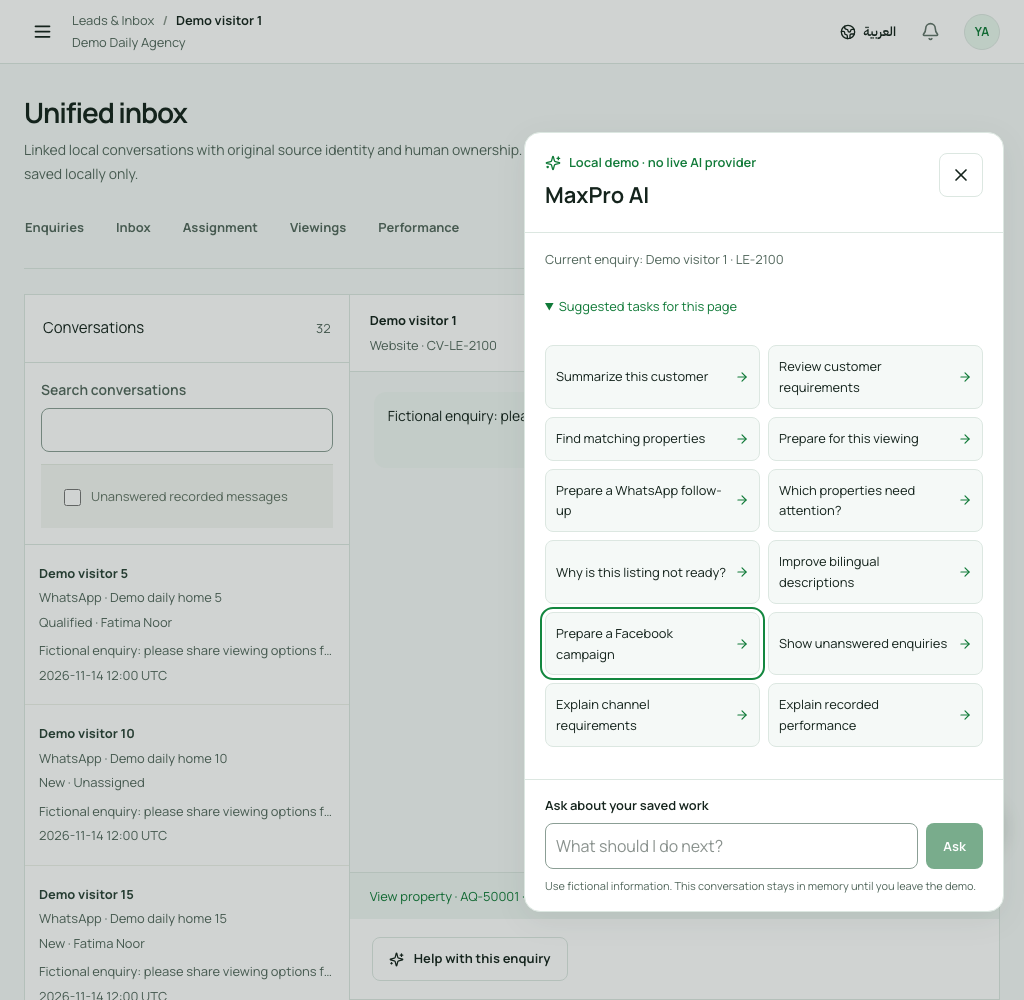 Leads & Inbox / Demo visitor 1
Demo Daily Agency
العربية
YA
Unified inbox
Linked local conversations with original source identity and human ownership.
saved locally only.
Enquiries
Inbox
Assignment
Viewings
Performance
Conversations
32
Search conversations
Unanswered recorded messages
Demo visitor 5
WhatsApp · Demo daily home 5
Qualified · Fatima Noor
Fictional enquiry: please share viewing options f...
2026-11-14 12:00 UTC
Demo visitor 10
WhatsApp · Demo daily home 10
New · Unassigned
Fictional enquiry: please share viewing options f...
2026-11-14 12:00 UTC
Demo visitor 15
WhatsApp · Demo daily home 15
New · Fatima Noor
Fictional enquiry: please share viewing options f...
2026-11-14 12:00 UTC
Demo visitor 1
Website · CV-LE-2100
Fictional enquiry: plea
View property · AQ-50001 ·
Help with this enquiry
Local demo · no live AI provider
MaxPro AI
Current enquiry: Demo visitor 1 · LE-2100
▼ Suggested tasks for this page
Summarize this customer
Review customer
requirements
Find matching properties
Prepare for this viewing
Prepare a WhatsApp follow-
up
Which properties need
attention?
Why is this listing not ready?
Improve bilingual
descriptions
Prepare a Facebook
campaign
Show unanswered enquiries
Explain channel
requirements
Explain recorded
performance
Ask about your saved work
What should I do next?
Ask
Use fictional information. This conversation stays in memory until you leave the demo.